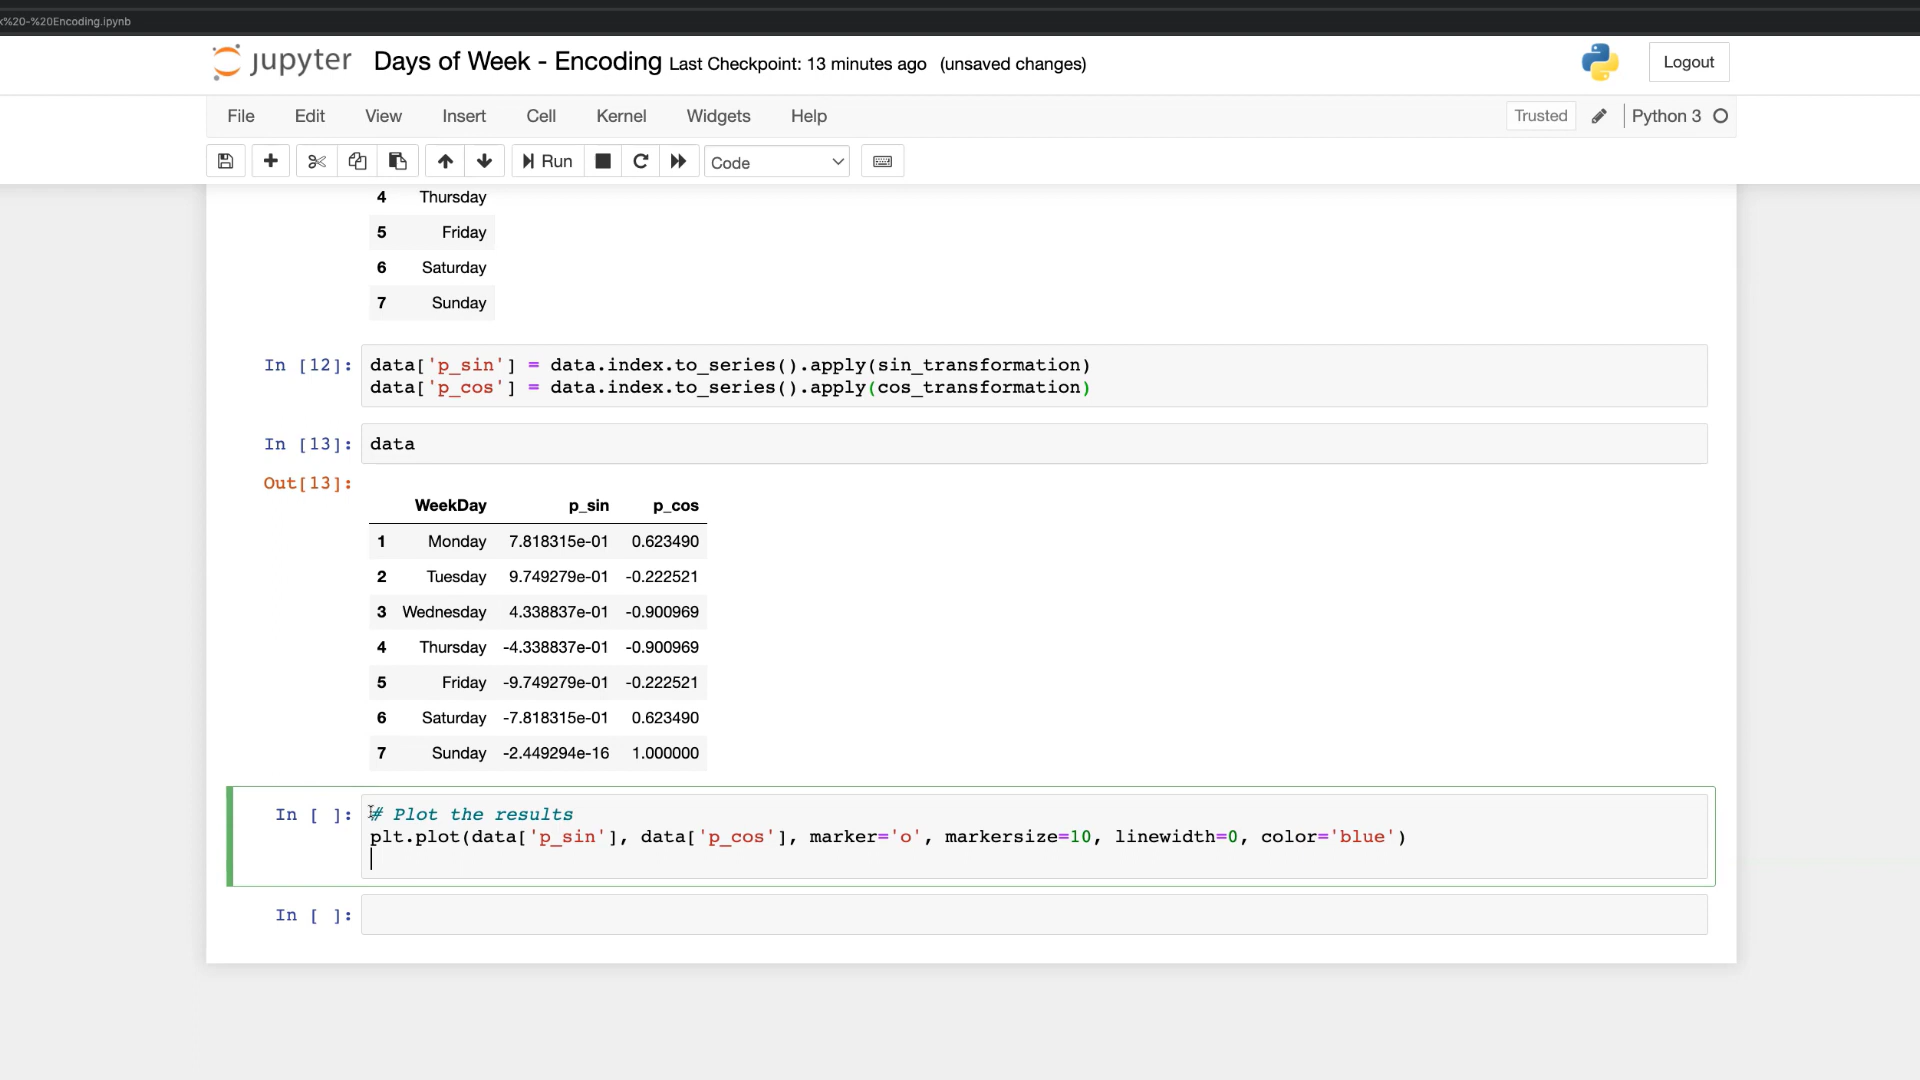 k%20-%20Encoding.ipynb
jupyter Days of Week - Encoding Last Checkpoint: 13 minutes ago (unsaved changes) Logout
File Edit View Insert Cell Kernel Widgets Help Trusted Python 3
Run Code
4 Thursday
5 Friday
6 Saturday
7 Sunday
In [12]: data['p_sin'] = data.index.to_series().apply(sin_transformation)
data['p_cos'] = data.index.to_series().apply(cos_transformation)
In [13]: data
Out[13]:
WeekDay p_sin p_cos
1 Monday 7.818315e-01 0.623490
2 Tuesday 9.749279e-01 -0.222521
3 Wednesday 4.338837e-01 -0.900969
4 Thursday -4.338837e-01 -0.900969
5 Friday -9.749279e-01 -0.222521
6 Saturday -7.818315e-01 0.623490
7 Sunday -2.449294e-16 1.000000
In [ ]: # Plot the results
plt.plot(data['p_sin'], data['p_cos'], marker='o', markersize=10, linewidth=0, color='blue')
In [ ]: